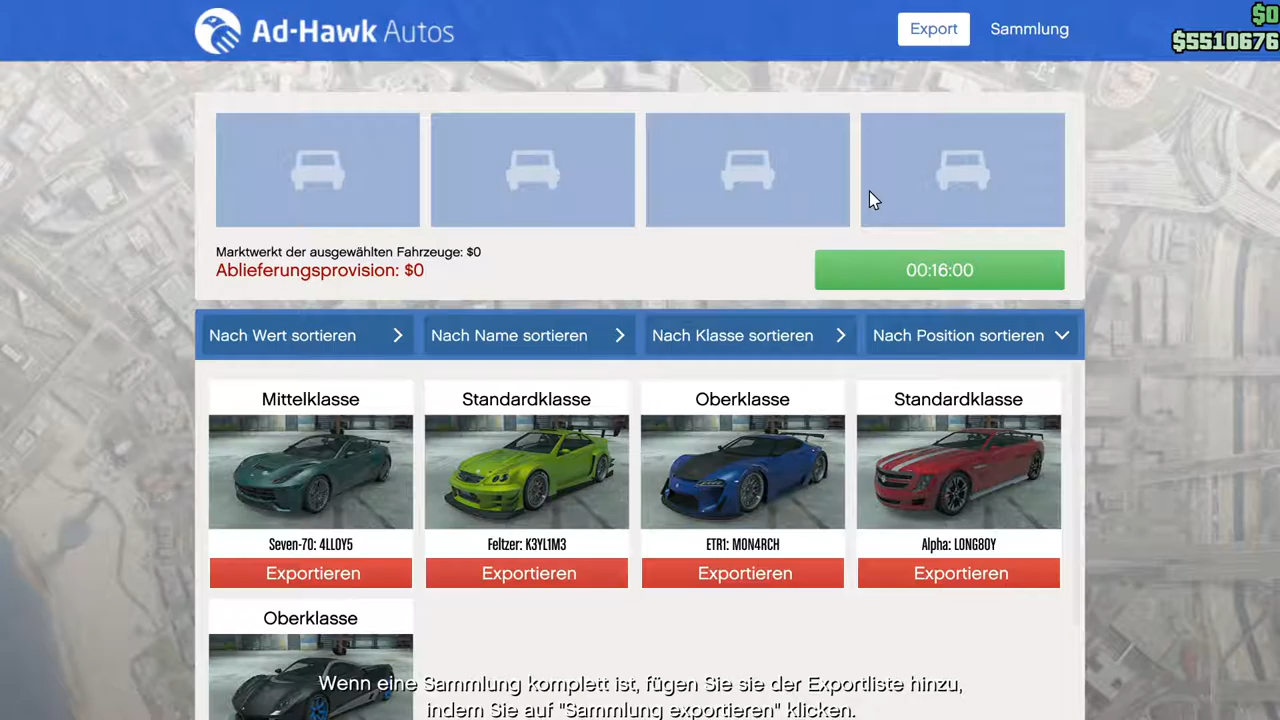 Ad-Hawk Autos
Export
Sammlung
$0
$5510676
Marktwert der ausgewählten Fahrzeuge: $0
Ablieferungsprovision: $0
00:16:00
Nach Wert sortieren
Nach Name sortieren
Nach Klasse sortieren
Nach Position sortieren
Mittelklasse
Standardklasse
Oberklasse
Standardklasse
Seven-70: 4LLOY5
Feltzer: K3YL1M3
ETR1: M0N4RCH
Alpha: L0NG80Y
Exportieren
Exportieren
Exportieren
Exportieren
Oberklasse
Wenn eine Sammlung komplett ist, fügen Sie sie der Exportliste hinzu,
indem Sie auf "Sammlung exportieren" klicken.